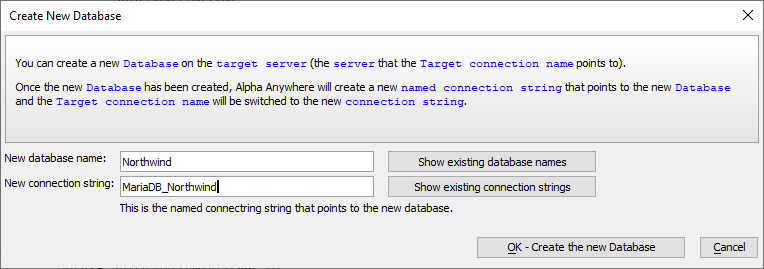 Create New Database
You can create a new Database on the target server (the server that the Target connection name points to).
Once the new Database has been created, Alpha Anywhere will create a new named connection string that points to the new Database
and the Target connection name will be switched to the new connection string.
New database name: Northwind Show existing database names
New connection string: MariaDB_Northwind Show existing connection strings
This is the named connectring string that points to the new database.
OK - Create the new Database Cancel